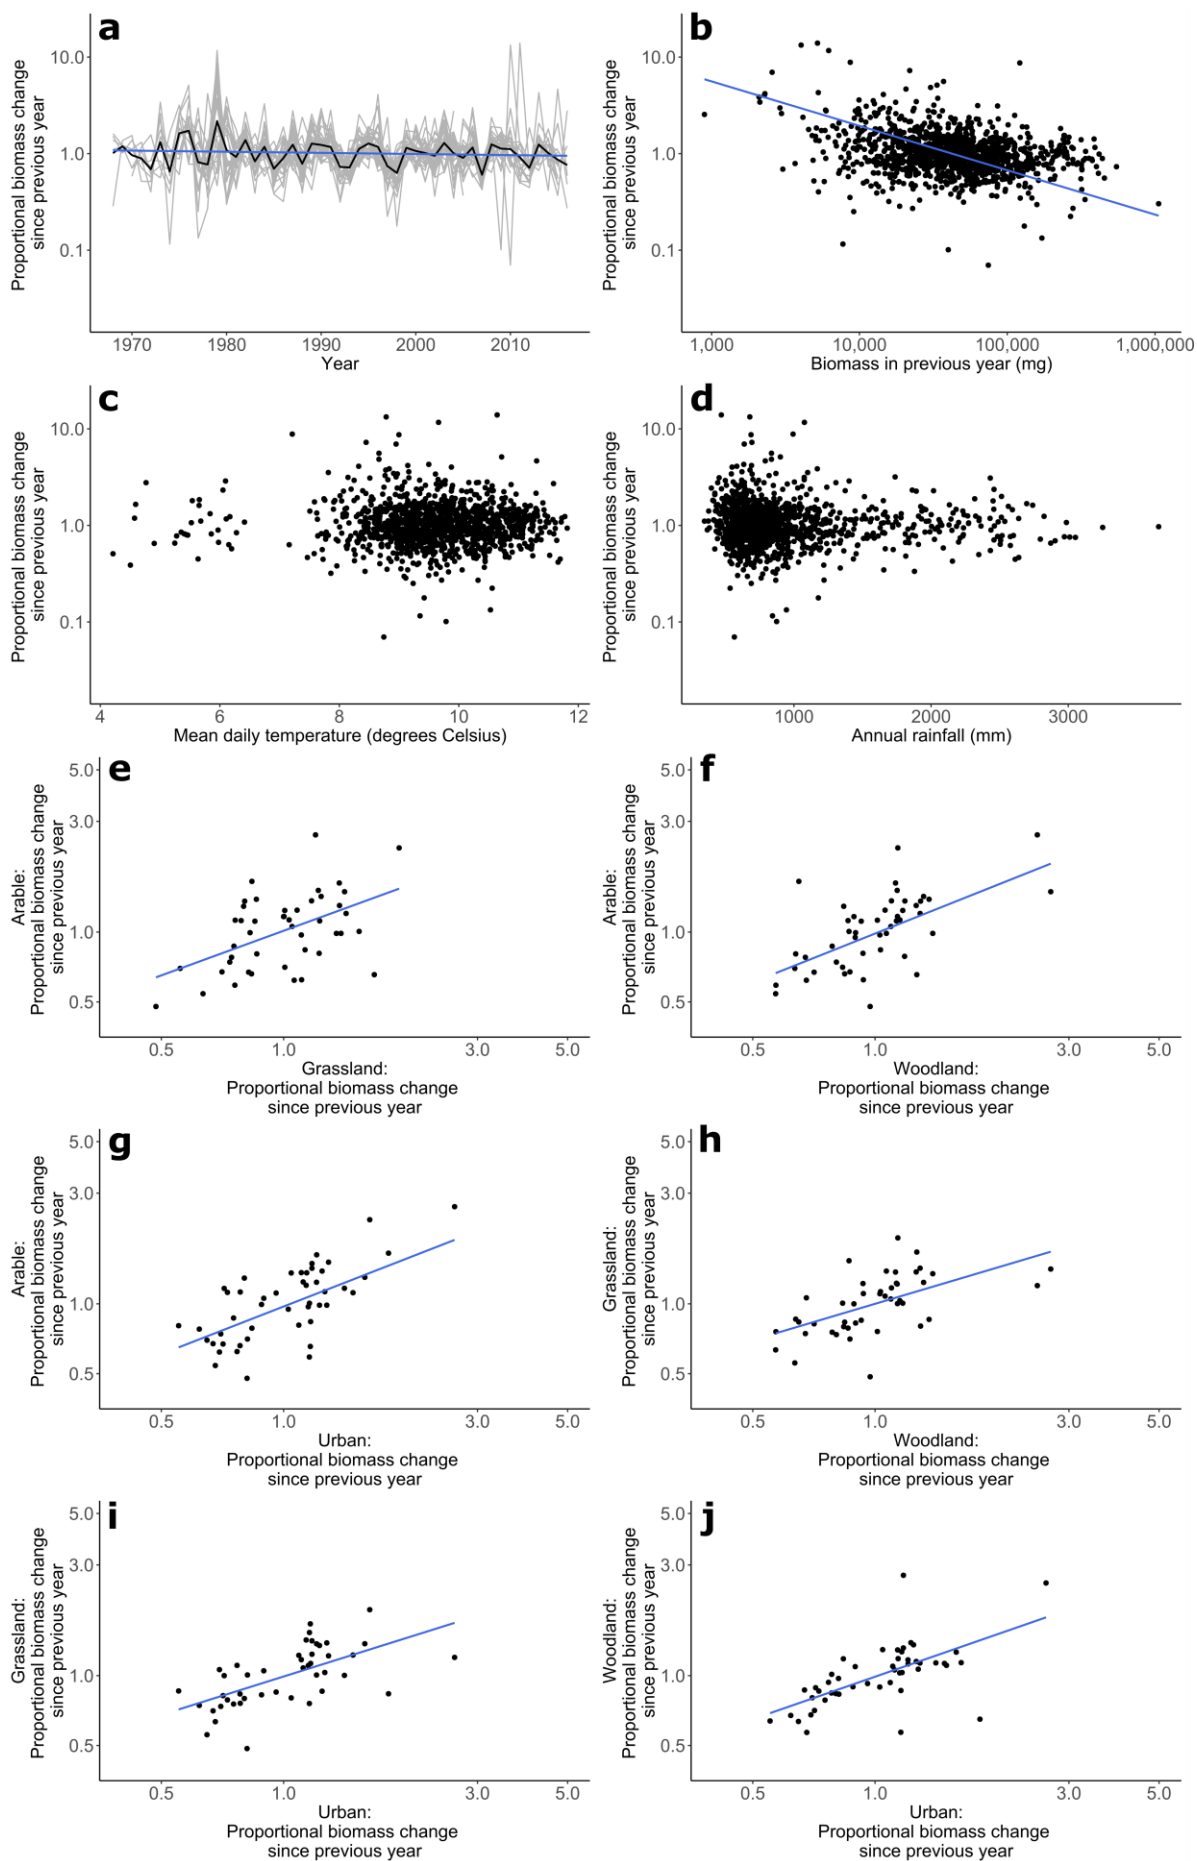 a
Proportional biomass change
since previous year
10.0
1.0
0.1
1970 1980 1990 2000 2010
Year
b
Proportional biomass change
since previous year
10.0
1.0
0.1
1,000 10,000 100,000 1,000,000
Biomass in previous year (mg)
c
Proportional biomass change
since previous year
10.0
1.0
0.1
4 6 8 10 12
Mean daily temperature (degrees Celsius)
d
Proportional biomass change
since previous year
10.0
1.0
0.1
1000 2000 3000
Annual rainfall (mm)
e
Arable:
Proportional biomass change
since previous year
5.0
3.0
1.0
0.5
0.5 1.0 3.0 5.0
Grassland:
Proportional biomass change
since previous year
f
Arable:
Proportional biomass change
since previous year
5.0
3.0
1.0
0.5
0.5 1.0 3.0 5.0
Woodland:
Proportional biomass change
since previous year
g
Arable:
Proportional biomass change
since previous year
5.0
3.0
1.0
0.5
0.5 1.0 3.0 5.0
Urban:
Proportional biomass change
since previous year
h
Grassland:
Proportional biomass change
since previous year
5.0
3.0
1.0
0.5
0.5 1.0 3.0 5.0
Woodland:
Proportional biomass change
since previous year
i
Grassland:
Proportional biomass change
since previous year
5.0
3.0
1.0
0.5
0.5 1.0 3.0 5.0
Urban:
Proportional biomass change
since previous year
j
Woodland:
Proportional biomass change
since previous year
5.0
3.0
1.0
0.5
0.5 1.0 3.0 5.0
Urban:
Proportional biomass change
since previous year